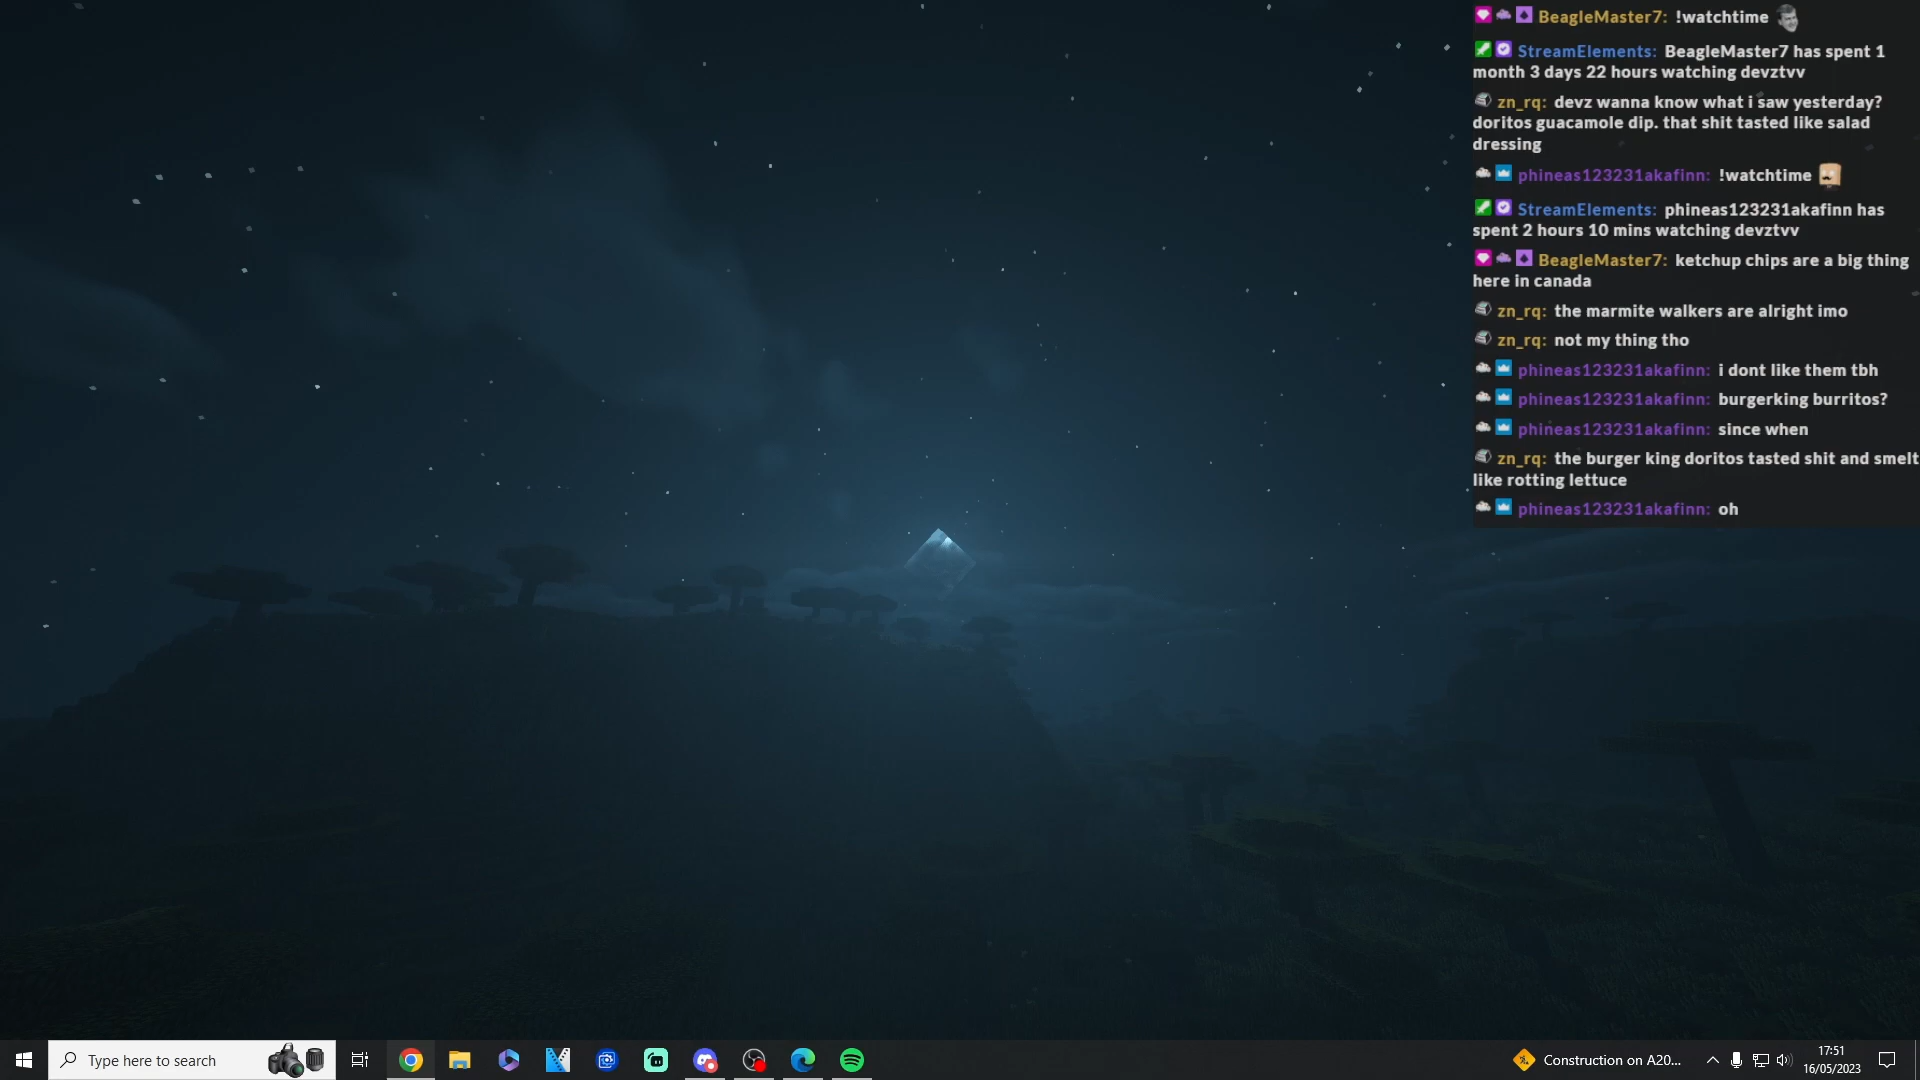 BeagleMaster7: !watchtime
StreamElements: BeagleMaster7 has spent 1
month 3 days 22 hours watching devztvv
zn_rq: devz wanna know what i saw yesterday?
doritos guacamole dip. that shit tasted like salad
dressing
phineas123231akafinn: !watchtime
StreamElements: phineas123231akafinn has
spent 2 hours 10 mins watching devztvv
BeagleMaster7: ketchup chips are a big thing
here in canada
zn_rq: the marmite walkers are alright imo
zn_rq: not my thing tho
phineas123231akafinn: i dont like them tbh
phineas123231akafinn: burgerking burritos?
phineas123231akafinn: since when
zn_rq: the burger king doritos tasted shit and smelt
like rotting lettuce
phineas123231akafinn: oh
Type here to search
Construction on A20...
17:51
16/05/2023